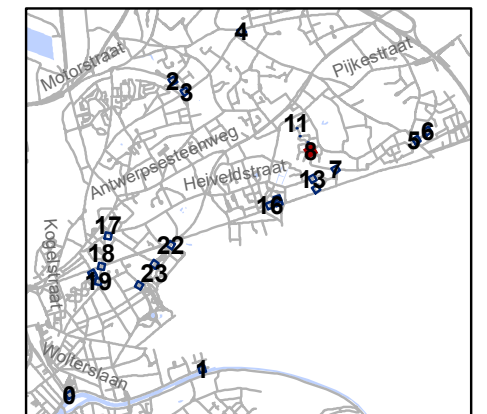 4
Motorstraat
Pijkestraat
2
3
11
6
5
Antwerpsesteenweg
8
Heiveldstraat
7
13
16
17
Kogelstraat
22
18
23
19
Wolterslaan
1
0